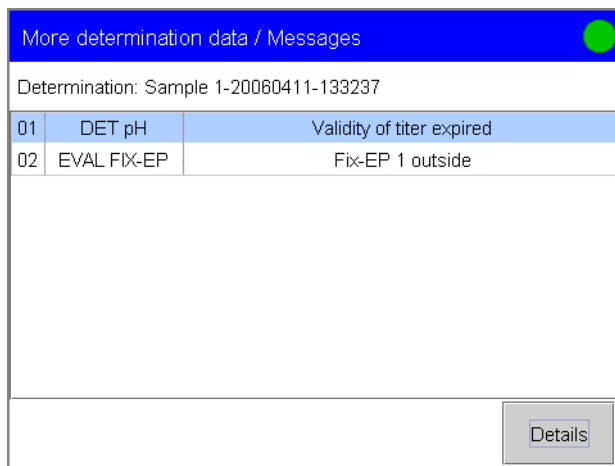 More determination data / Messages
Determination: Sample 1-20060411-133237
01 DET pH Validity of titer expired
02 EVAL FIX-EP Fix-EP 1 outside
Details